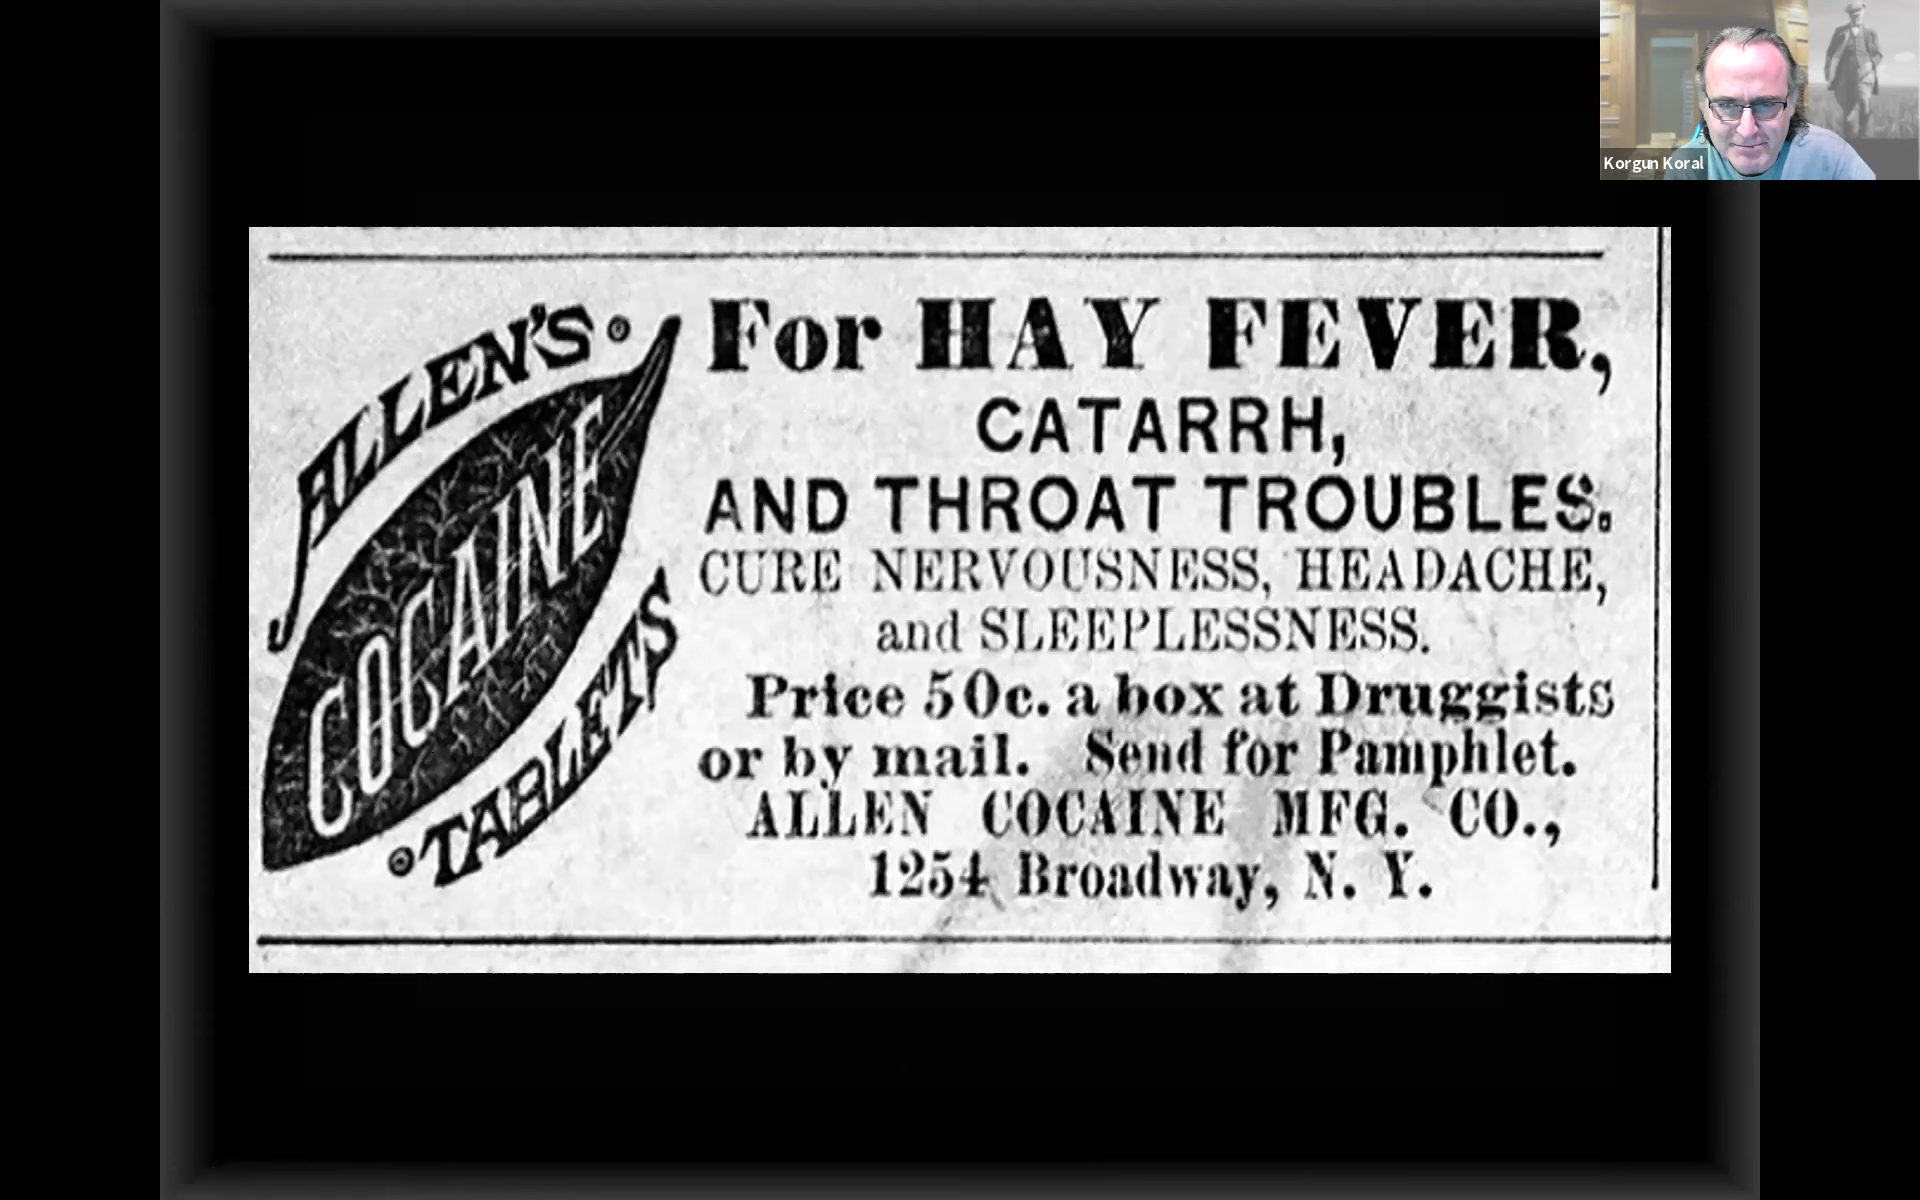 Korgun Koral
ALLEN'S
COCAINE
TABLETS
For HAY FEVER,
CATARRH,
AND THROAT TROUBLES.
CURE NERVOUSNESS, HEADACHE,
and SLEEPLESSNESS.
Price 50c. a box at Druggists
or by mail. Send for Pamphlet.
ALLEN COCAINE MFG. CO.,
1254 Broadway, N. Y.